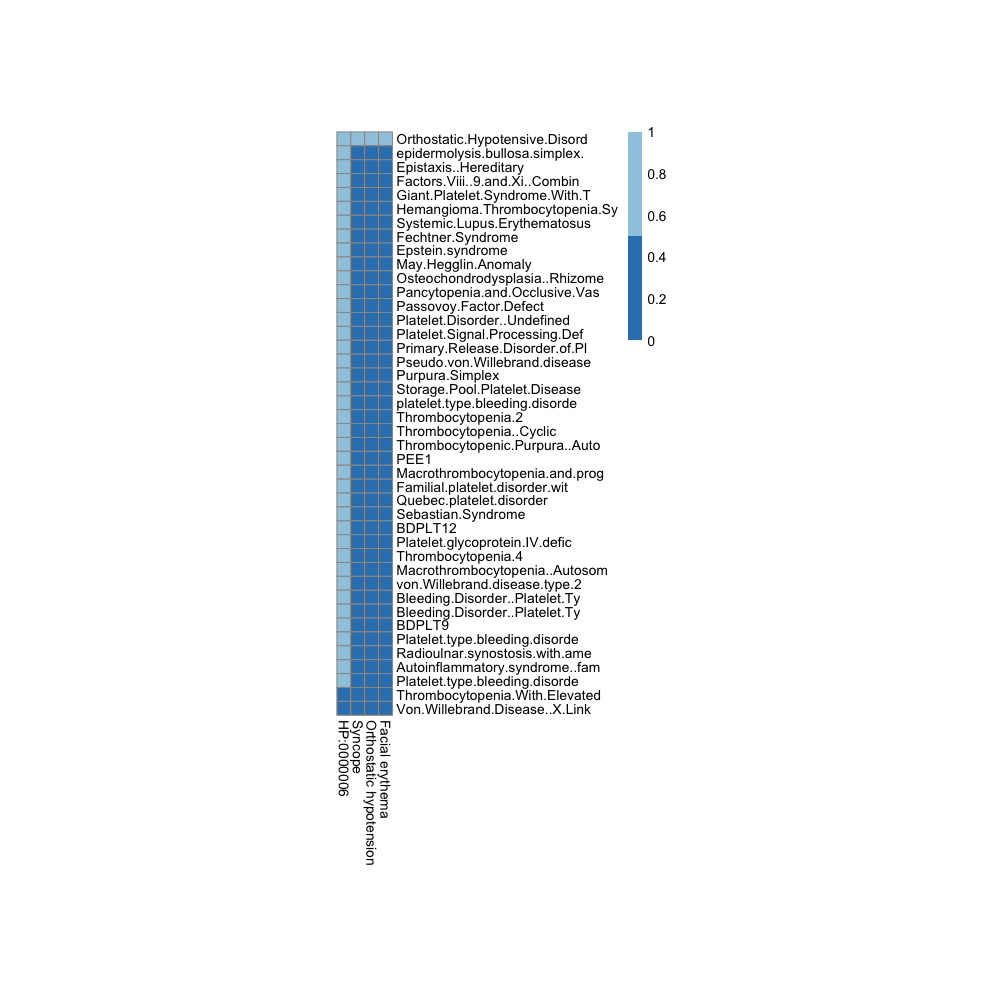 Orthostatic.Hypotensive.Disord
epidermolysis.bullosa.simplex.
Epistaxis..Hereditary
Factors.Viii..9.and.Xi..Combin
Giant.Platelet.Syndrome.With.T
Hemangioma.Thrombocytopenia.Sy
Systemic.Lupus.Erythematosus
Fechtner.Syndrome
Epstein.syndrome
May.Hegglin.Anomaly
Osteochondrodysplasia..Rhizome
Pancytopenia.and.Occlusive.Vas
Passovoy.Factor.Defect
Platelet.Disorder..Undefined
Platelet.Signal.Processing.Def
Primary.Release.Disorder.of.Pl
Pseudo.von.Willebrand.disease
Purpura.Simplex
Storage.Pool.Platelet.Disease
platelet.type.bleeding.disorde
Thrombocytopenia.2
Thrombocytopenia..Cyclic
Thrombocytopenic.Purpura..Auto
PEE1
Macrothrombocytopenia.and.prog
Familial.platelet.disorder.wit
Quebec.platelet.disorder
Sebastian.Syndrome
BDPLT12
Platelet.glycoprotein.IV.defic
Thrombocytopenia.4
Macrothrombocytopenia..Autosom
von.Willebrand.disease.type.2
Bleeding.Disorder..Platelet.Ty
Bleeding.Disorder..Platelet.Ty
BDPLT9
Platelet.type.bleeding.disorde
Radioulnar.synostosis.with.ame
Autoinflammatory.syndrome..fam
Platelet.type.bleeding.disorde
Thrombocytopenia.With.Elevated
Von.Willebrand.Disease..X.Link
1
0.8
0.6
0.4
0.2
0
HP:0000006
Syncope
Orthostatic hypotension
Facial erythema